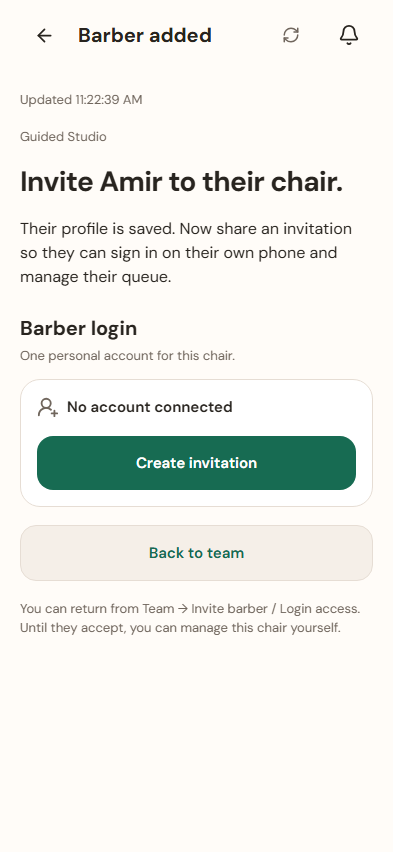 Barber added
Updated 11:22:39 AM
Guided Studio
Invite Amir to their chair.
Their profile is saved. Now share an invitation
so they can sign in on their own phone and
manage their queue.
Barber login
One personal account for this chair.
No account connected
Create invitation
Back to team
You can return from Team → Invite barber / Login access.
Until they accept, you can manage this chair yourself.